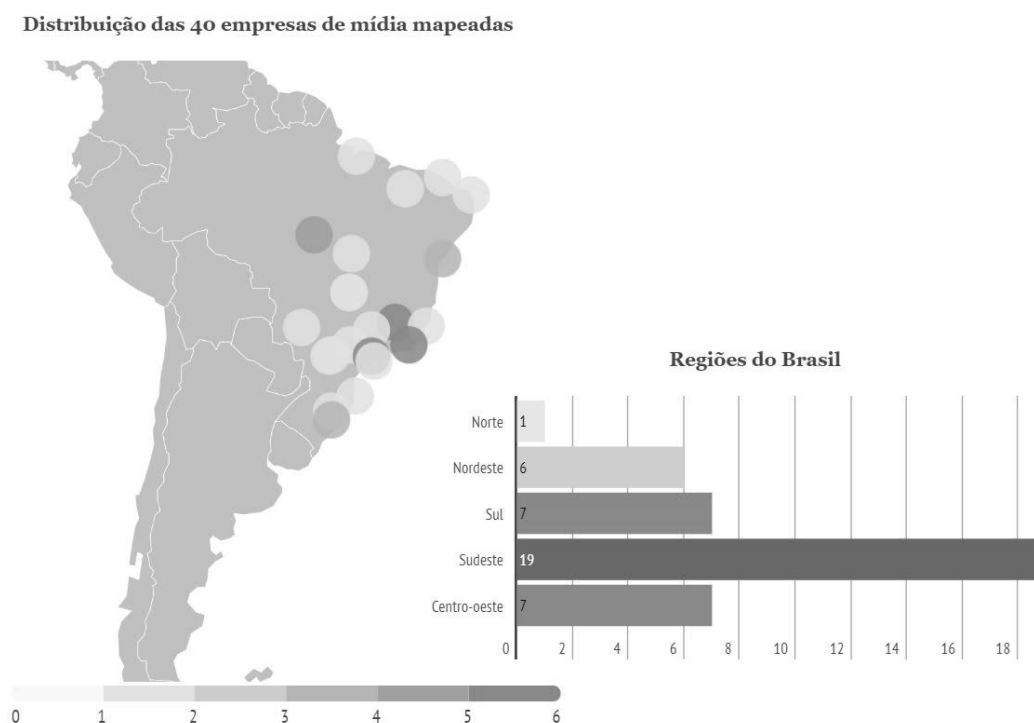 Distribuição das 40 empresas de mídia mapeadas
Regiões do Brasil
Norte 1
Nordeste 6
Sul 7
Sudeste 19
Centro-oeste 7
0 2 4 6 8 10 12 14 16 18
0 1 2 3 4 5 6